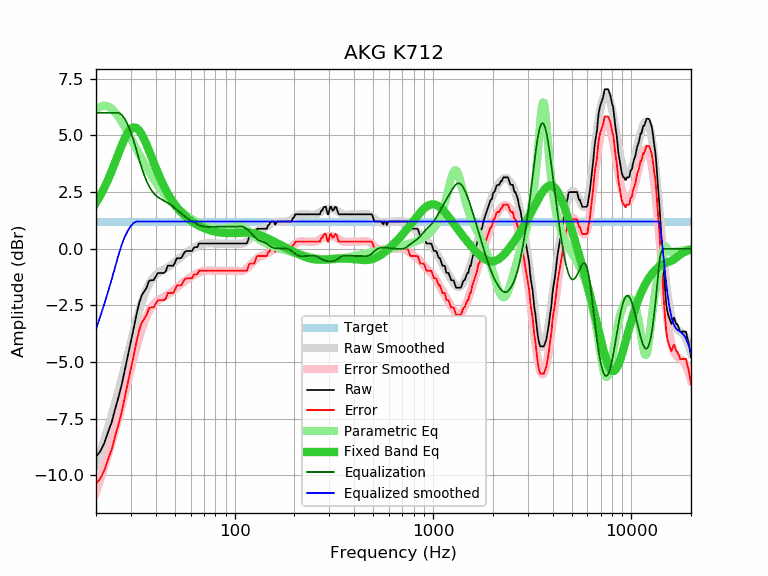 AKG K712
7.5
5.0
2.5
0.0
−2.5
−5.0
−7.5
−10.0
Amplitude (dBr)
Target
Raw Smoothed
Error Smoothed
Raw
Error
Parametric Eq
Fixed Band Eq
Equalization
Equalized smoothed
100
1000
10000
Frequency (Hz)